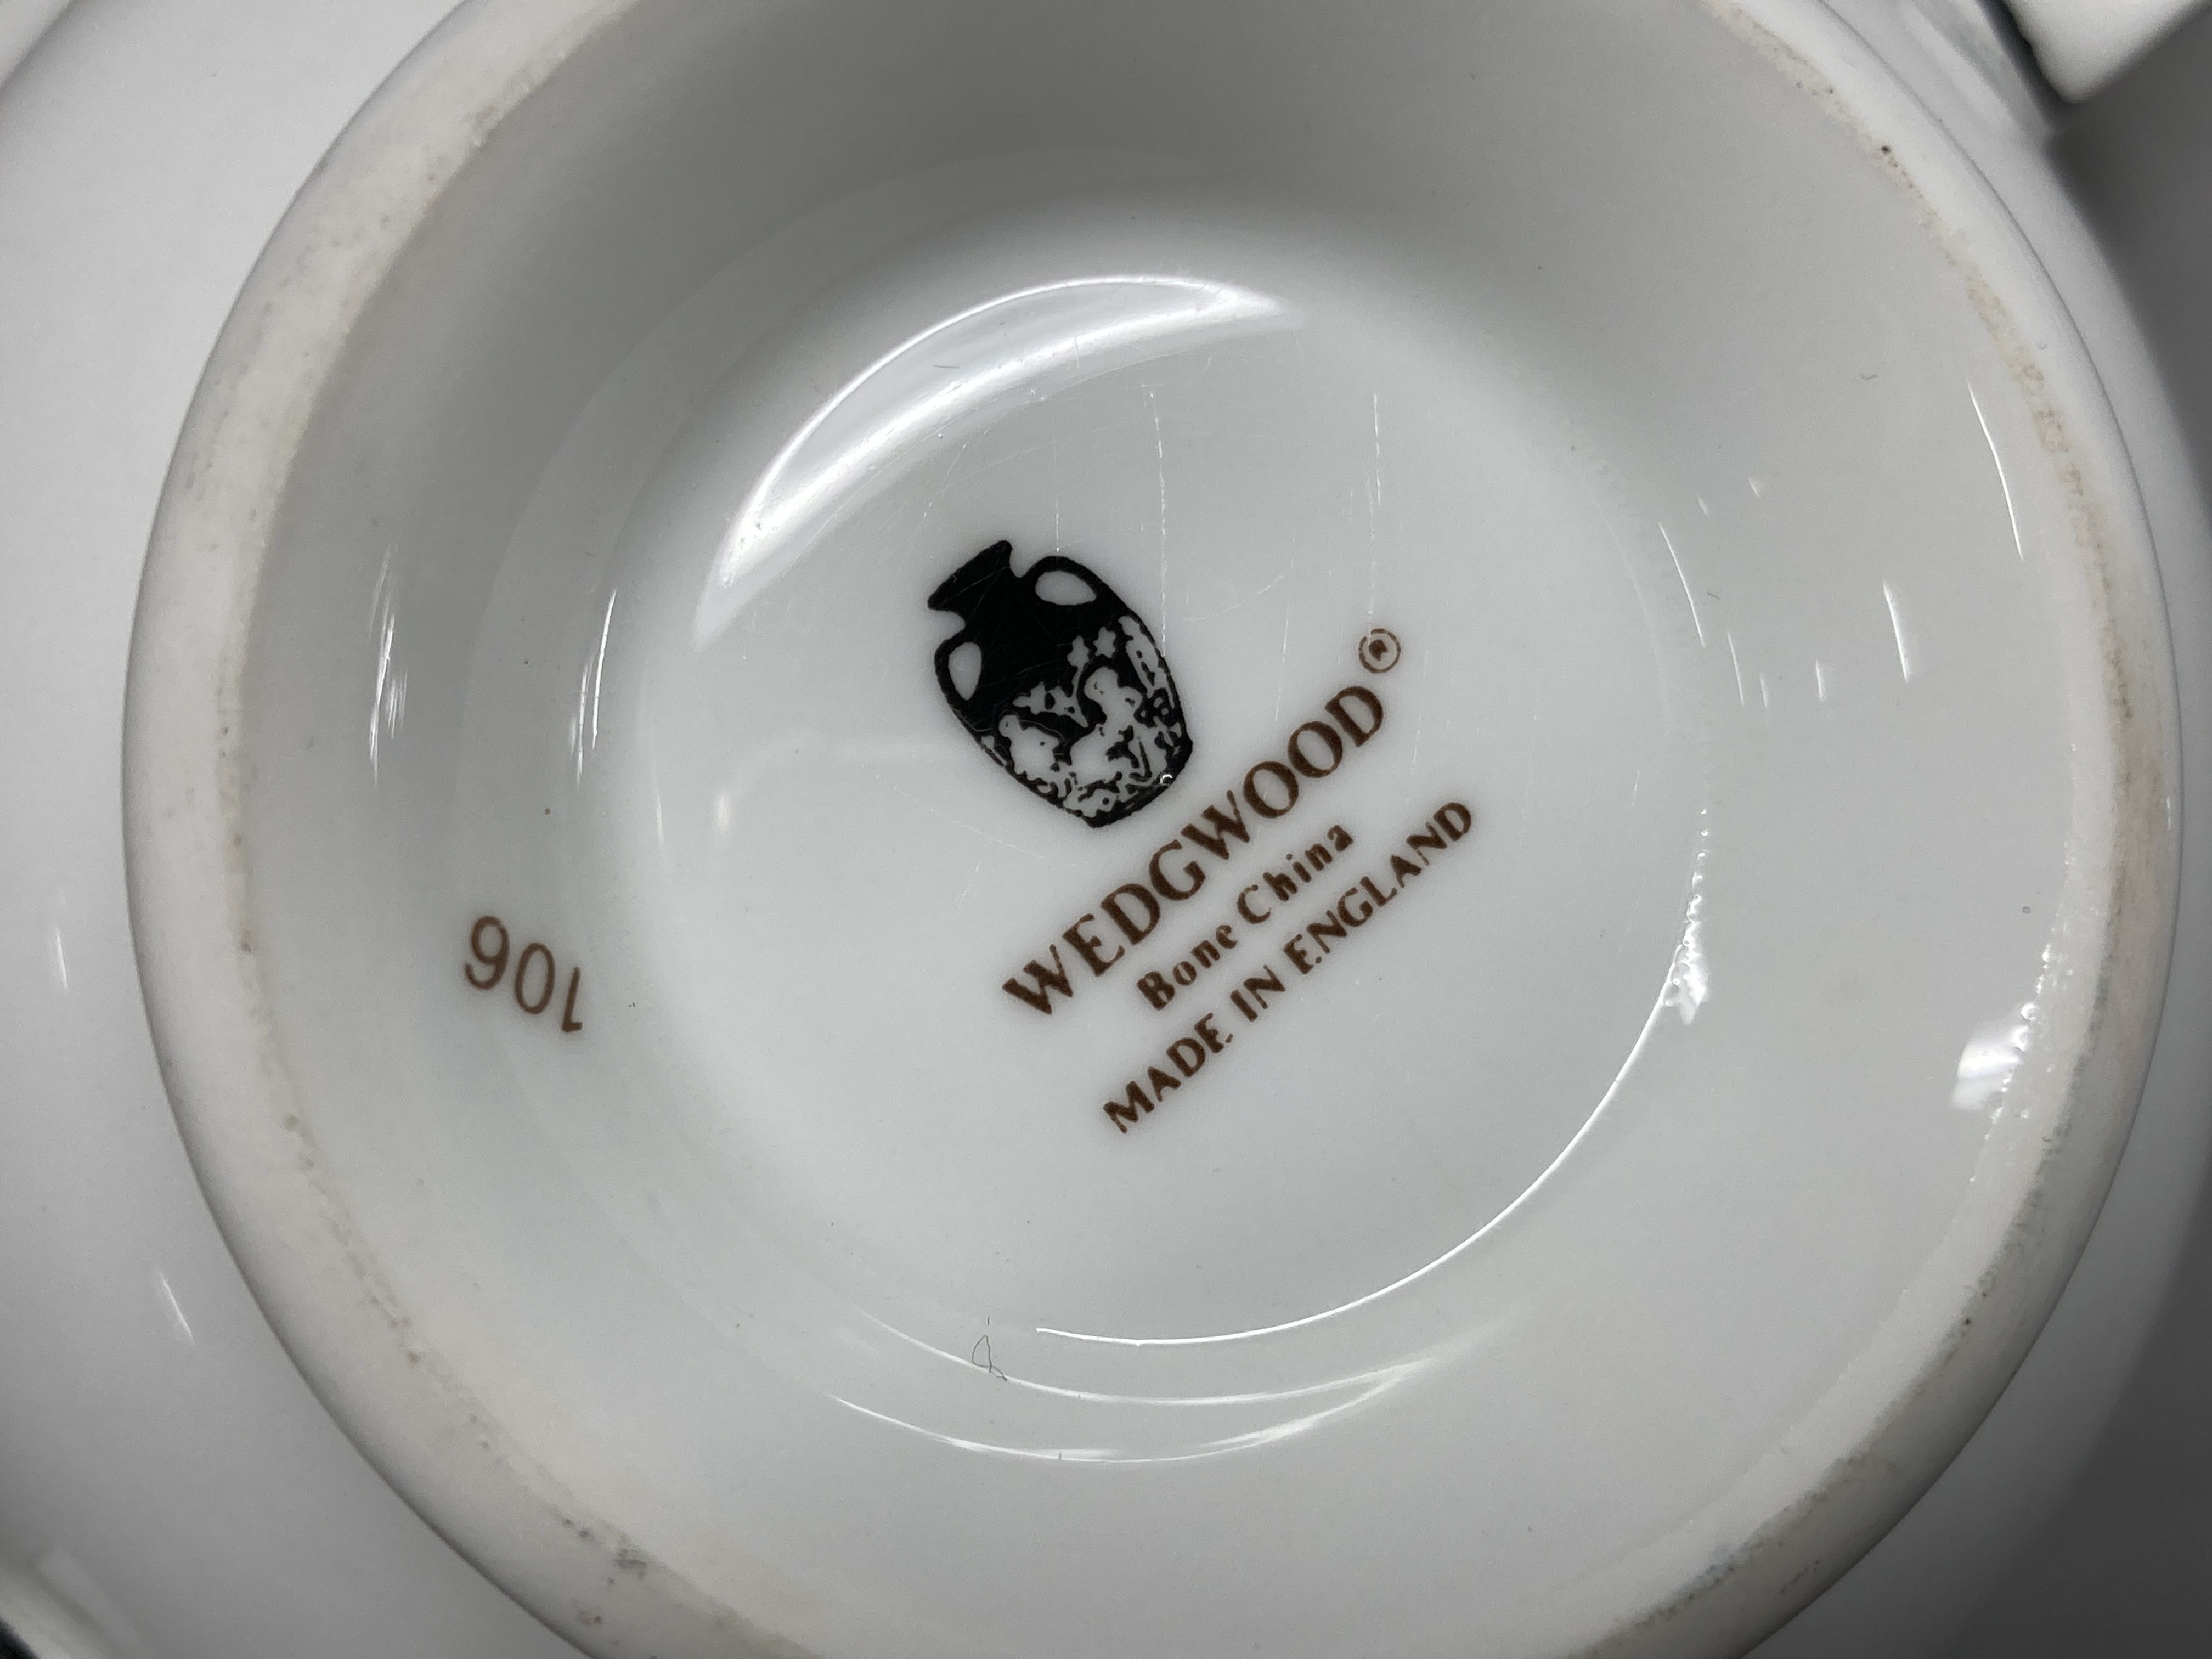 WEDGWOOD®
Bone China
MADE IN ENGLAND
106